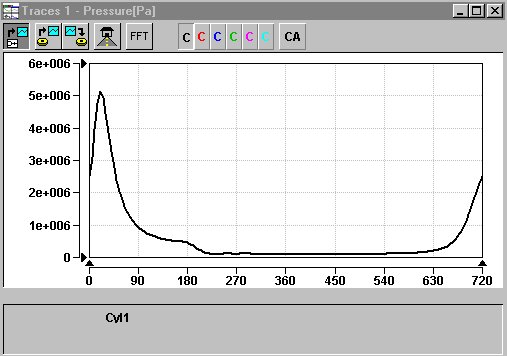 Traces 1 - Pressure[Pa]
FFT C C C C C C CA
6e+006
5e+006
4e+006
3e+006
2e+006
1e+006
0
0 90 180 270 360 450 540 630 720
Cyl1